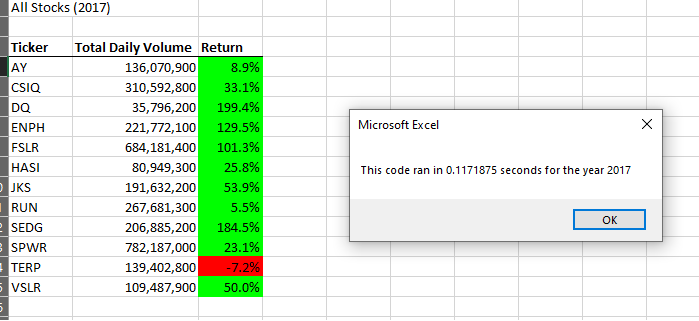 All Stocks (2017)
Ticker Total Daily Volume Return
AY 136,070,900 8.9%
CSIQ 310,592,800 33.1%
DQ 35,796,200 199.4%
ENPH 221,772,100 129.5%
FSLR 684,181,400 101.3%
HASI 80,949,300 25.8%
JKS 191,632,200 53.9%
RUN 267,681,300 5.5%
SEDG 206,885,200 184.5%
SPWR 782,187,000 23.1%
TERP 139,402,800 -7.2%
VSLR 109,487,900 50.0%
Microsoft Excel
This code ran in 0.1171875 seconds for the year 2017
OK